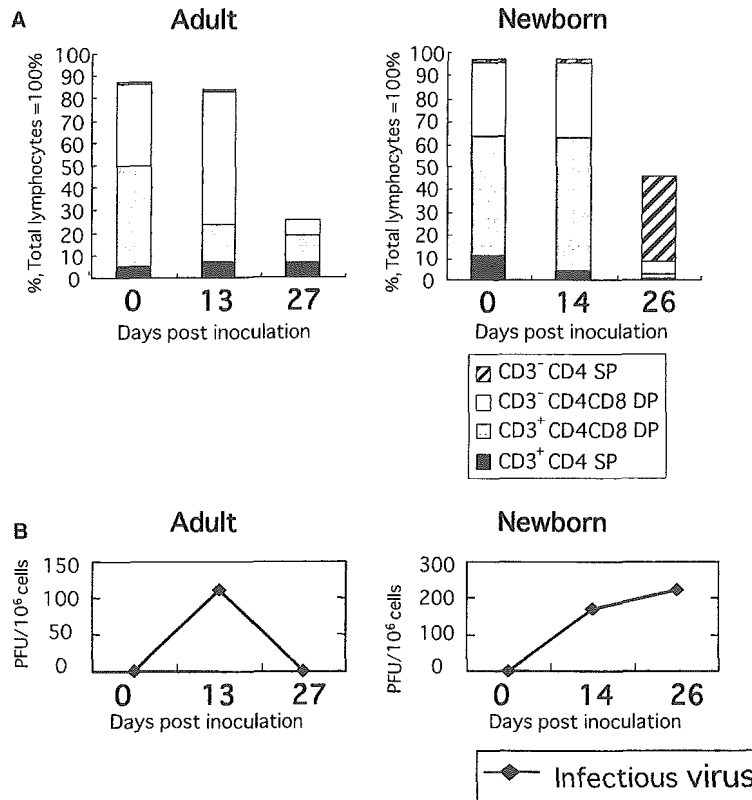 A
Adult
Newborn
%, Total lymphocytes =100%
100
90
80
70
60
50
40
30
20
10
0
0 13 27
Days post inoculation
%, Total lymphocytes =100%
100
90
80
70
60
50
40
30
20
10
0
0 14 26
Days post inoculation
CD3⁻ CD4 SP
CD3⁻ CD4CD8 DP
CD3⁺ CD4CD8 DP
CD3⁺ CD4 SP
B
Adult
Newborn
PFU/10⁶ cells
150
100
50
0
0 13 27
Days post inoculation
PFU/10⁶ cells
300
200
100
0
0 14 26
Days post inoculation
Infectious virus